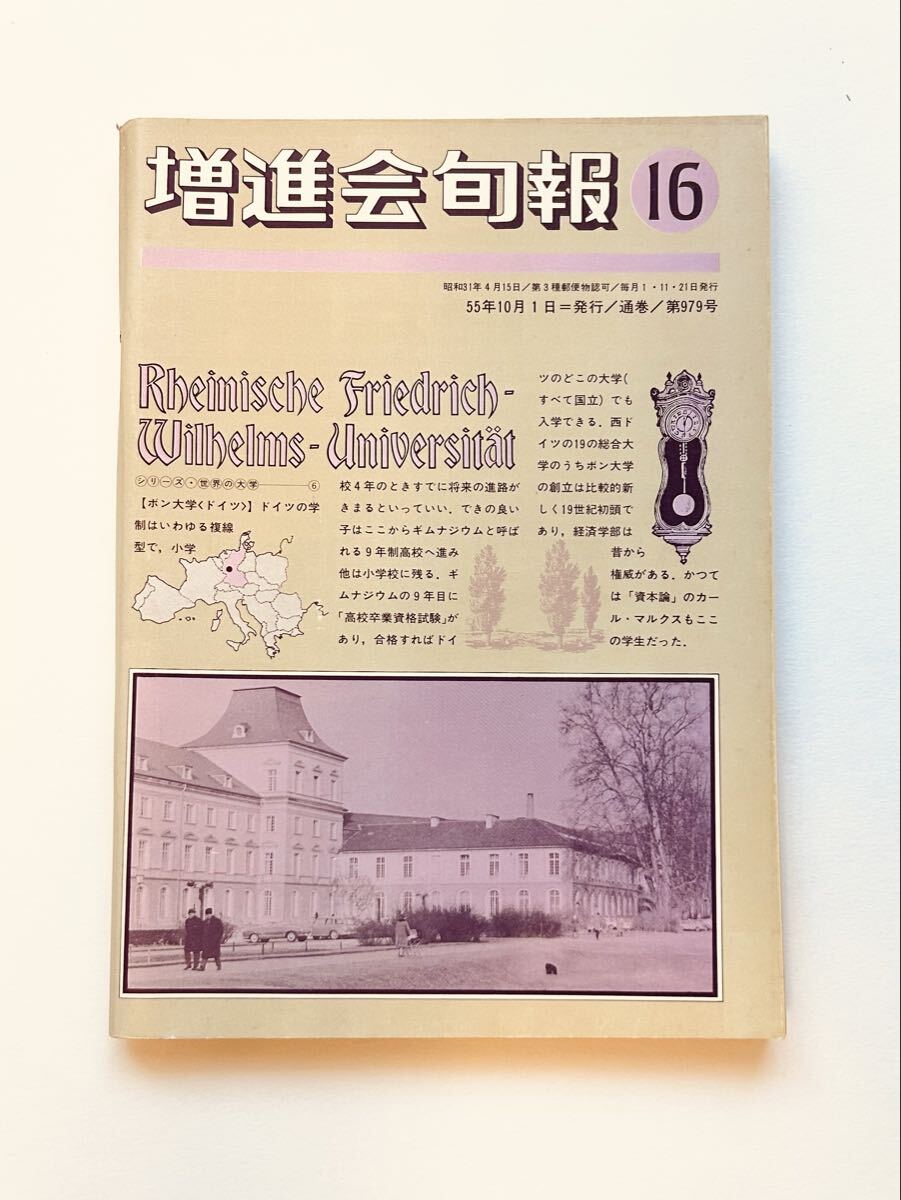 増進会旬報 16
昭和31年4月15日／第3種郵便物認可／毎月1・11・21日発行
55年10月1日＝発行／通巻／第979号
Rheinische Friedrich-
Wilhelms-Universität
シリーズ・世界の大学――⑥
【ボン大学〈ドイツ〉】ドイツの学
制はいわゆる複線
型で，小学
校4年のときすでに将来の進路が
きまるといっていい．できの良い
子はここからギムナジウムと呼ば
れる9年制高校へ進み
他は小学校に残る．ギ
ムナジウムの9年目に
「高校卒業資格試験」が
あり，合格すればドイ
ツのどこの大学(
すべて国立) でも
入学できる．西ド
イツの19の総合大
学のうちボン大学
の創立は比較的新
しく19世紀初頭で
あり，経済学部は
昔から
権威がある．かつて
は「資本論」のカー
ル・マルクスもここ
の学生だった．